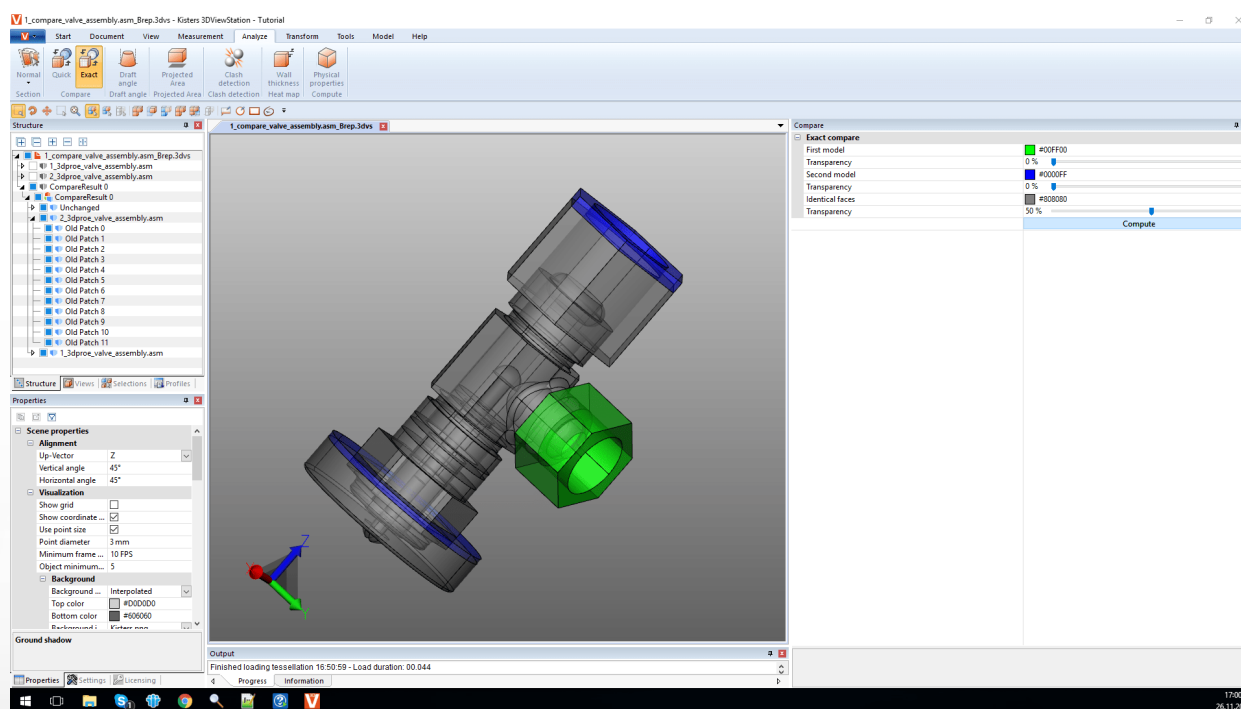 1_compare_valve_assembly.asm_Brep.3dvs - Kisters 3DViewStation - Tutorial
Start Document View Measurement Analyze Transform Tools Model Help
Normal Quick Exact Draft angle Projected Area Clash detection Wall thickness Physical properties
Section Compare Draft angle Projected Area Clash detection Heat map Compute
Structure
1_compare_valve_assembly.asm_Brep.3dvs
1_compare_valve_assembly.asm_Brep.3dvs
1_3dproe_valve_assembly.asm
2_3dproe_valve_assembly.asm
CompareResult 0
CompareResult 0
Unchanged
2_3dproe_valve_assembly.asm
Old Patch 0
Old Patch 1
Old Patch 2
Old Patch 3
Old Patch 4
Old Patch 5
Old Patch 6
Old Patch 7
Old Patch 8
Old Patch 9
Old Patch 10
Old Patch 11
1_3dproe_valve_assembly.asm
Structure Views Selections Profiles
Properties
Scene properties
Alignment
Up-Vector Z
Vertical angle 45°
Horizontal angle 45°
Visualization
Show grid
Show coordinate ...
Use point size
Point diameter 3 mm
Minimum frame ... 10 FPS
Object minimum... 5
Background
Background ... Interpolated
Top color #D0D0D0
Bottom color #606060
Ground shadow
Properties Settings Licensing
Z
Y
Output
Finished loading tessellation 16:50:59 - Load duration: 00.044
Progress Information
Compare
Exact compare
First model #00FF00
Transparency 0 %
Second model #0000FF
Transparency 0 %
Identical faces #808080
Transparency 50 %
Compute
17:00
26.11.20